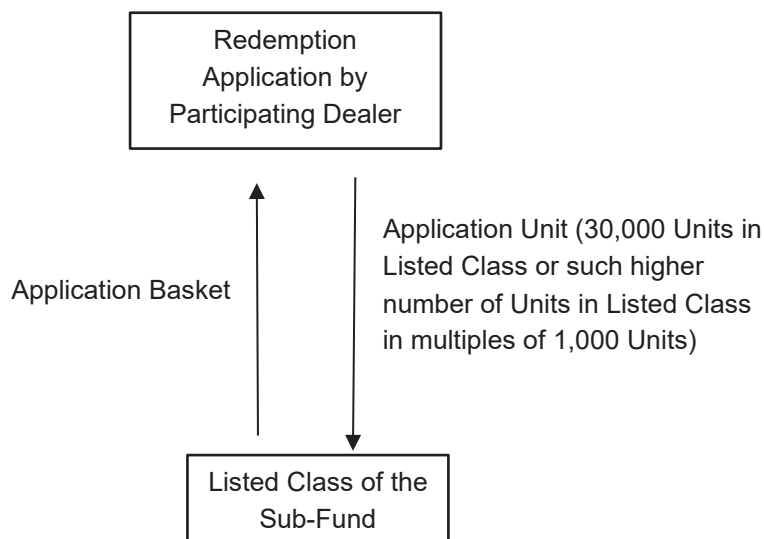 Redemption
Application by
Participating Dealer
Application Unit (30,000 Units in
Listed Class or such higher
number of Units in Listed Class
in multiples of 1,000 Units)
Application Basket
Listed Class of the
Sub-Fund